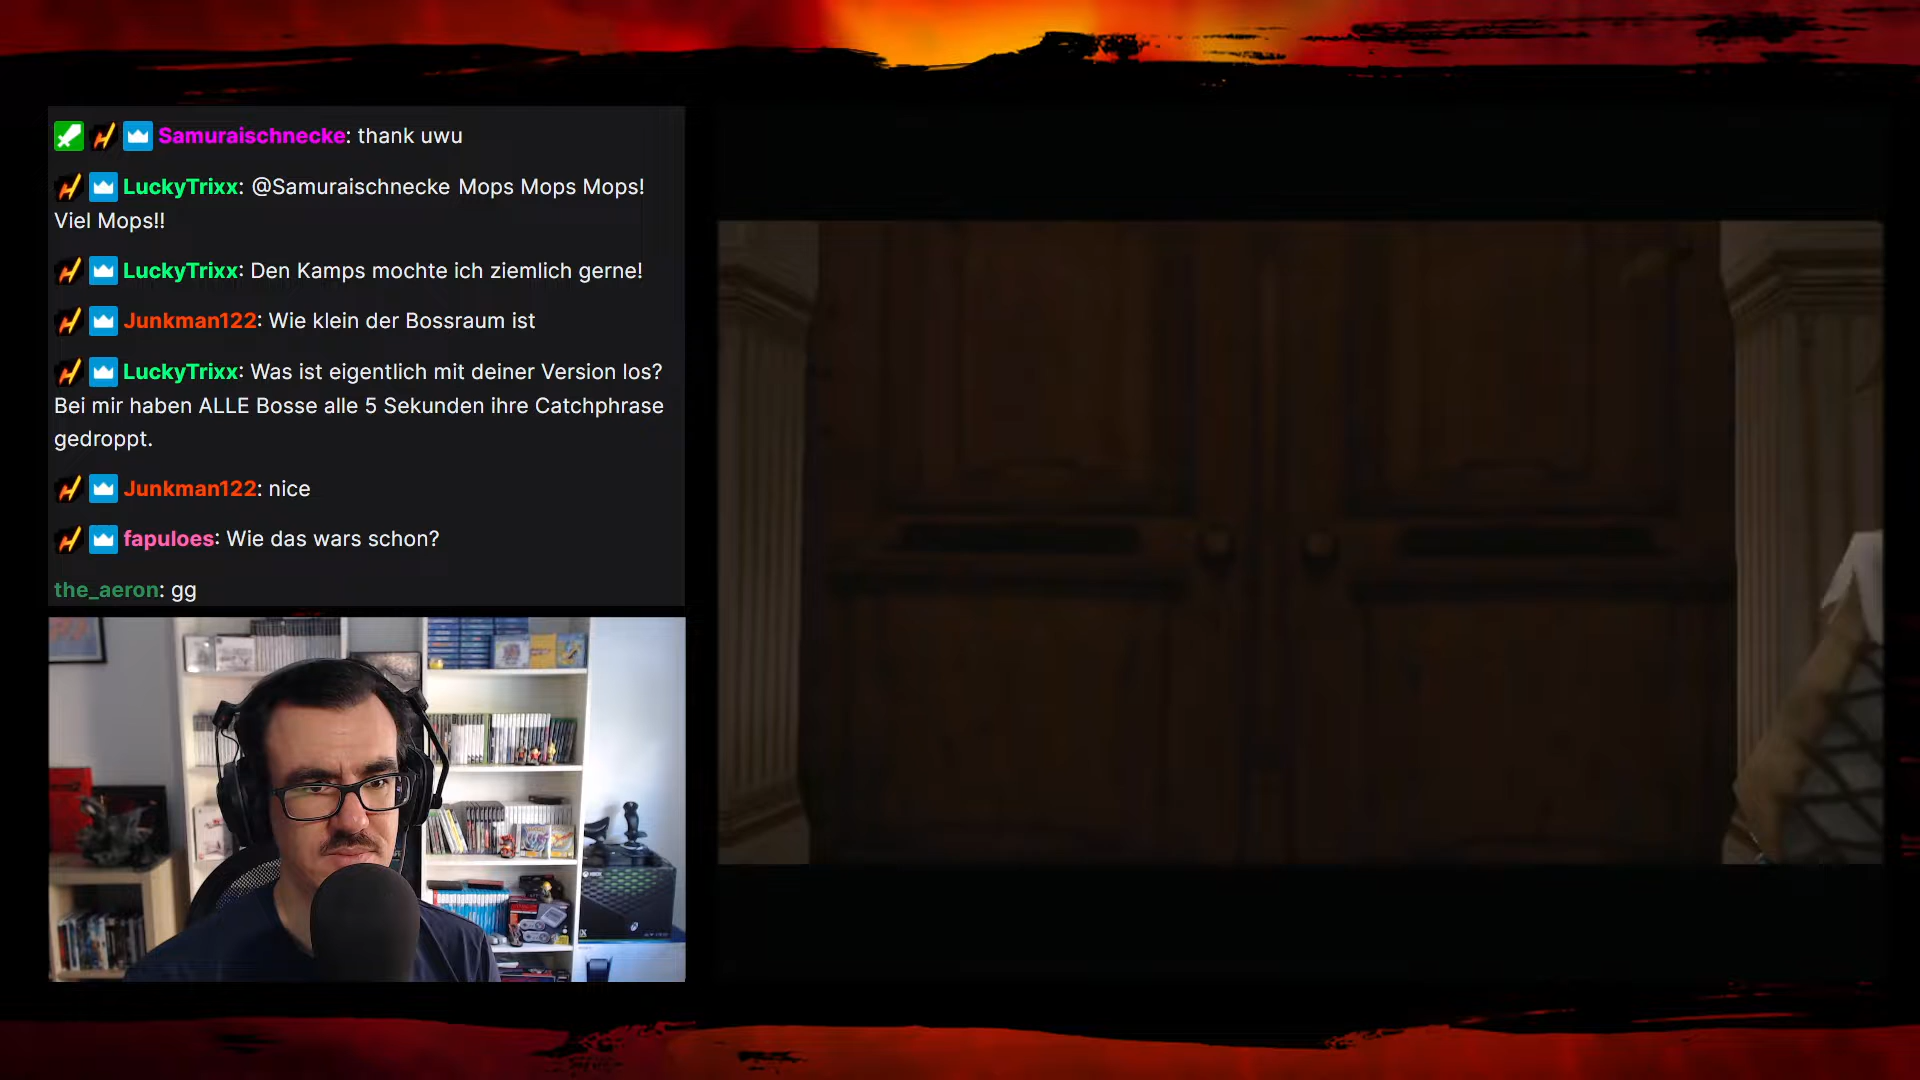 Samuraischnecke: thank uwu
LuckyTrixx: @Samuraischnecke Mops Mops Mops!
Viel Mops!!
LuckyTrixx: Den Kamps mochte ich ziemlich gerne!
Junkman122: Wie klein der Bossraum ist
LuckyTrixx: Was ist eigentlich mit deiner Version los?
Bei mir haben ALLE Bosse alle 5 Sekunden ihre Catchphrase
gedroppt.
Junkman122: nice
fapuloes: Wie das wars schon?
the_aeron: gg